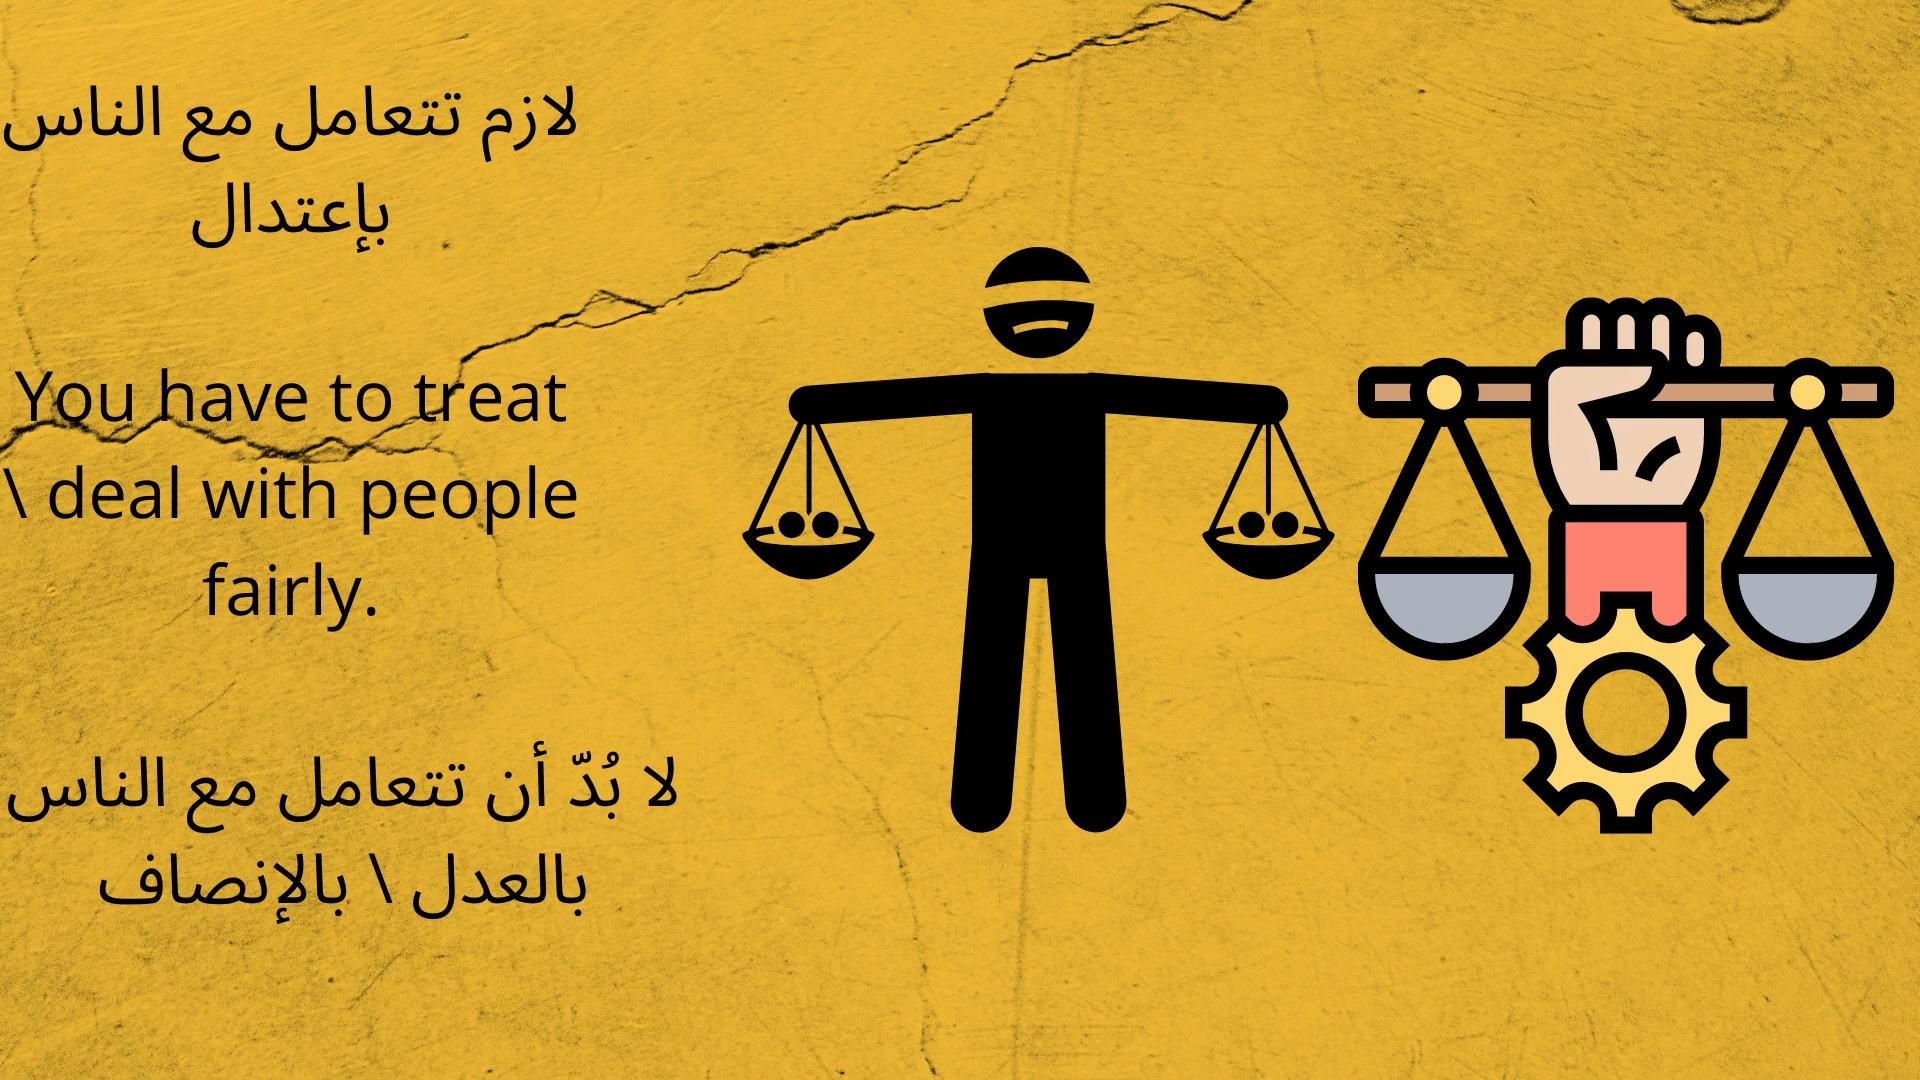 لازم تتعامل مع الناس
بإعتدال
You have to treat
\ deal with people
fairly.
لا بُدّ أن تتعامل مع الناس
بالعدل \ بالإنصاف